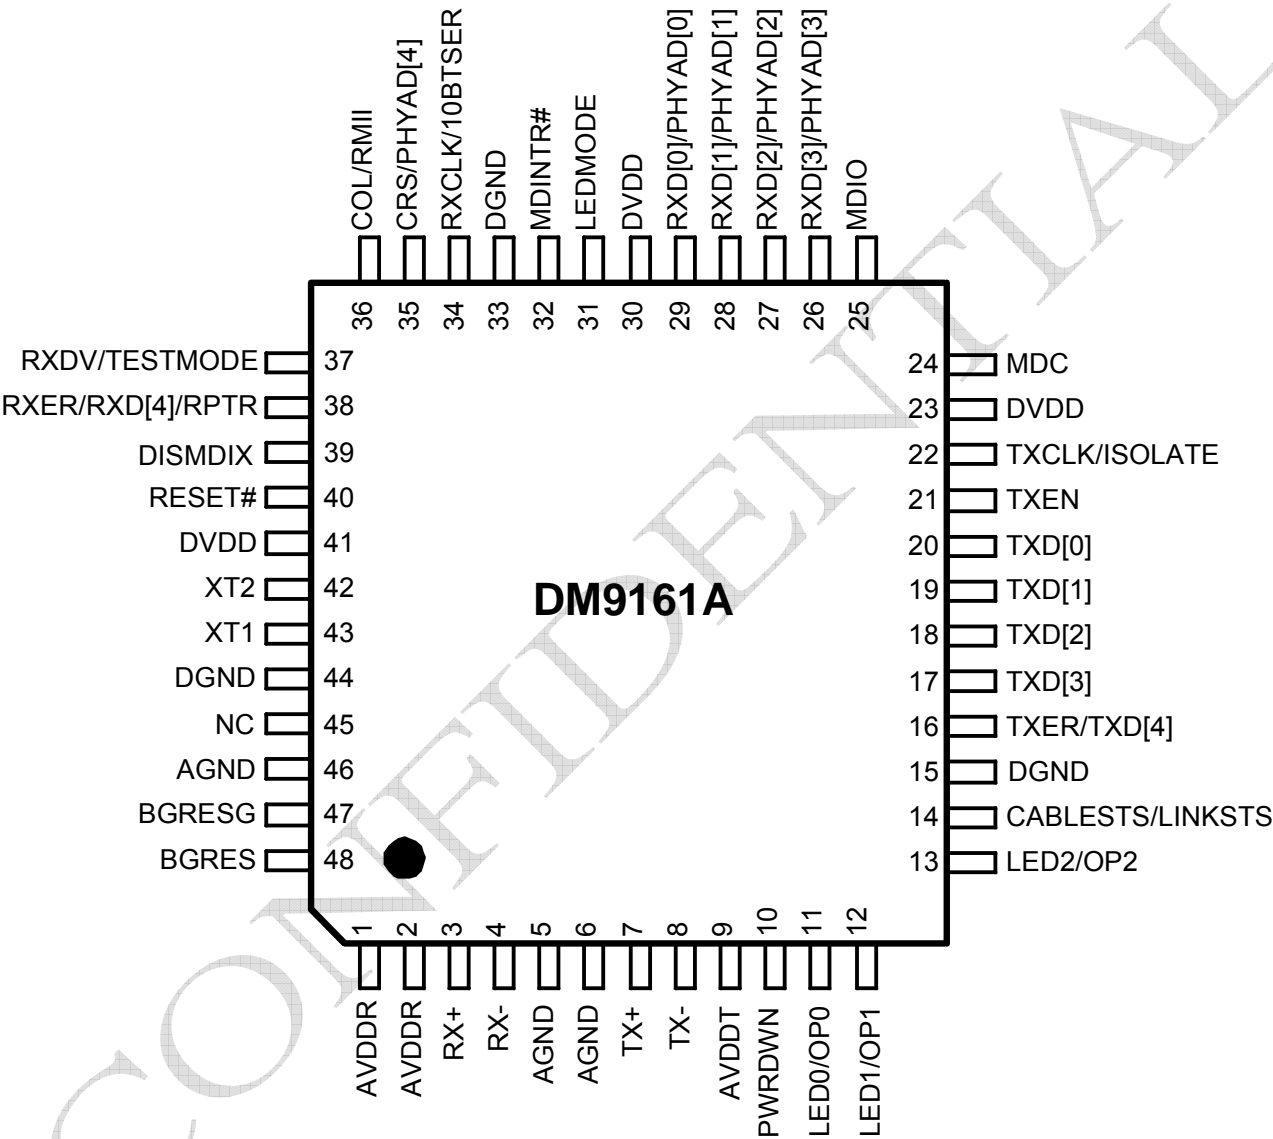 COL/RMII
CRS/PHYAD[4]
RXCLK/10BTSER
DGND
MDINTR#
LEDMODE
DVDD
RXD[0]/PHYAD[0]
RXD[1]/PHYAD[1]
RXD[2]/PHYAD[2]
RXD[3]/PHYAD[3]
MDIO
36
35
34
33
32
31
30
29
28
27
26
25
RXDV/TESTMODE 37
RXER/RXD[4]/RPTR 38
DISMDIX 39
RESET# 40
DVDD 41
XT2 42
XT1 43
DGND 44
NC 45
AGND 46
BGRESG 47
BGRES 48
DM9161A
24 MDC
23 DVDD
22 TXCLK/ISOLATE
21 TXEN
20 TXD[0]
19 TXD[1]
18 TXD[2]
17 TXD[3]
16 TXER/TXD[4]
15 DGND
14 CABLESTS/LINKSTS
13 LED2/OP2
1
2
3
4
5
6
7
8
9
10
11
12
AVDDR
AVDDR
RX+
RX-
AGND
AGND
TX+
TX-
AVDDT
PWRDWN
LED0/OP0
LED1/OP1
CONFIDENTIAL